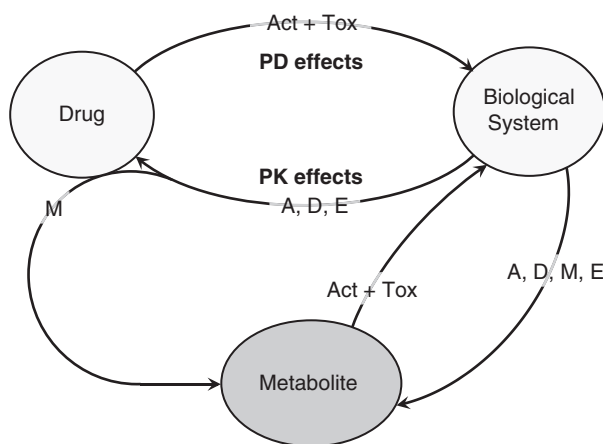 Act + Tox
PD effects
Drug
Biological
System
PK effects
M
A, D, E
Act + Tox
A, D, M, E
Metabolite